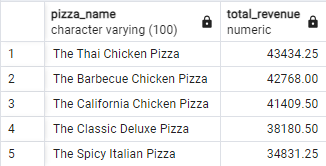 pizza_name total_revenue
character varying (100) numeric
1 The Thai Chicken Pizza 43434.25
2 The Barbecue Chicken Pizza 42768.00
3 The California Chicken Pizza 41409.50
4 The Classic Deluxe Pizza 38180.50
5 The Spicy Italian Pizza 34831.25